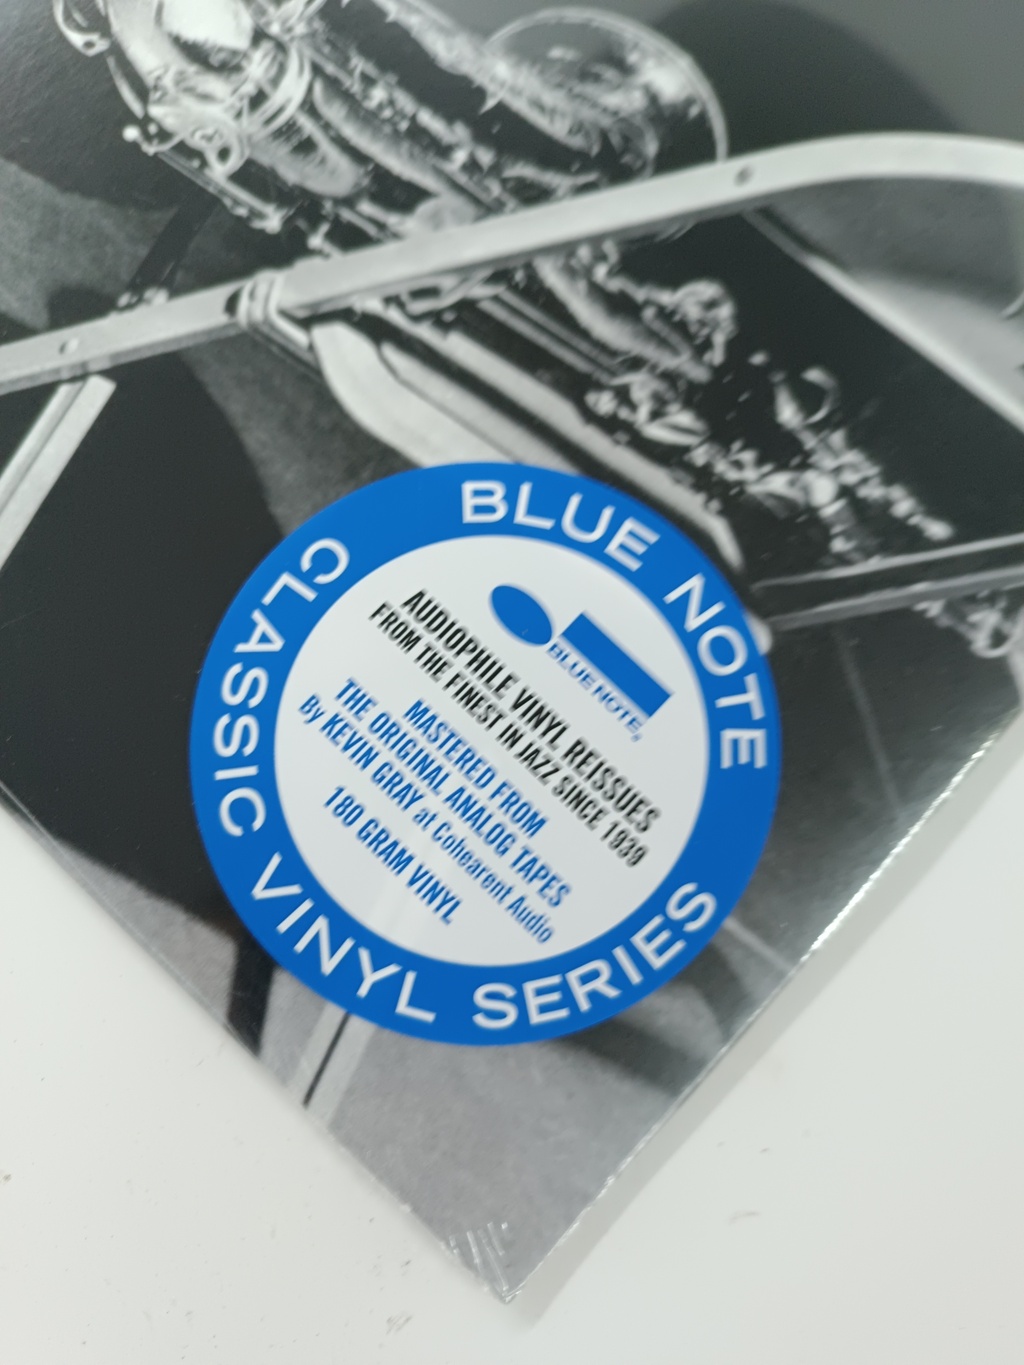 BLUE NOTE
CLASSIC VINYL SERIES
BLUE NOTE®
AUDIOPHILE VINYL REISSUES
FROM THE FINEST IN JAZZ SINCE 1939
MASTERED FROM
THE ORIGINAL ANALOG TAPES
By KEVIN GRAY at Cohearent Audio
180 GRAM VINYL